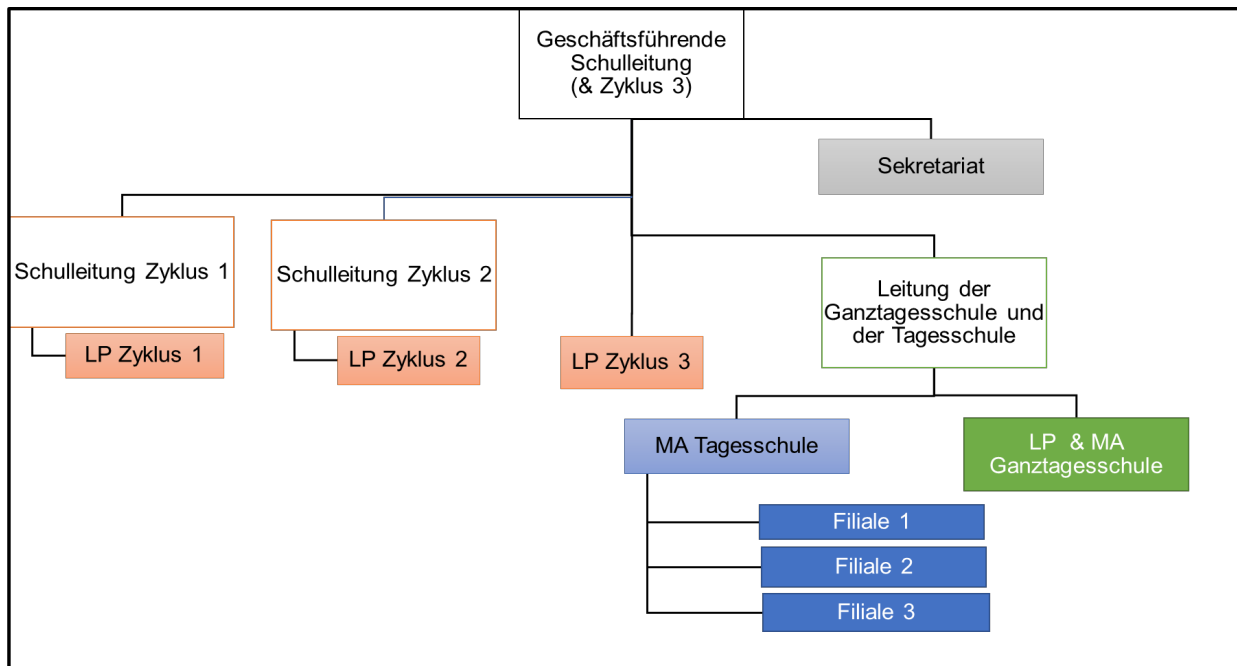 Geschäftsführende
Schulleitung
(& Zyklus 3)
Sekretariat
Schulleitung Zyklus 1
Schulleitung Zyklus 2
Leitung der
Ganztagesschule und
der Tagesschule
LP Zyklus 1
LP Zyklus 2
LP Zyklus 3
MA Tagesschule
LP & MA
Ganztagesschule
Filiale 1
Filiale 2
Filiale 3